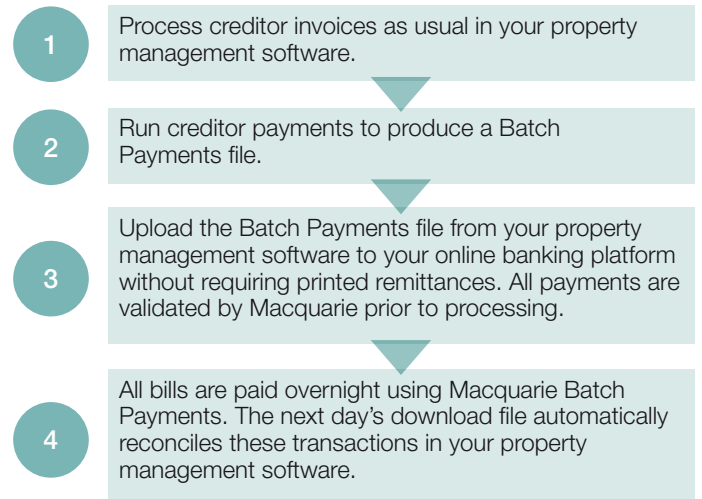 1
Process creditor invoices as usual in your property
management software.
2
Run creditor payments to produce a Batch
Payments file.
3
Upload the Batch Payments file from your property
management software to your online banking platform
without requiring printed remittances. All payments are
validated by Macquarie prior to processing.
4
All bills are paid overnight using Macquarie Batch
Payments. The next day’s download file automatically
reconciles these transactions in your property
management software.